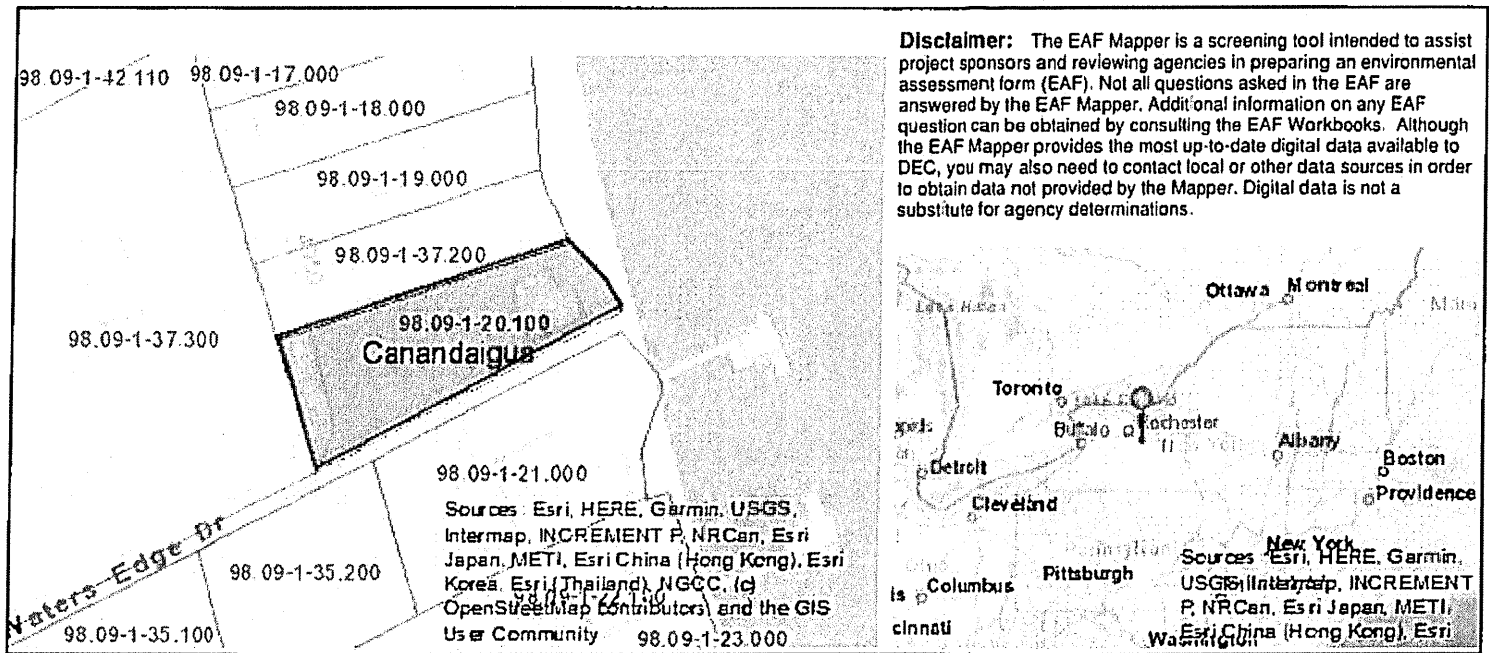 Disclaimer: The EAF Mapper is a screening tool intended to assist
project sponsors and reviewing agencies in preparing an environmental
assessment form (EAF). Not all questions asked in the EAF are
answered by the EAF Mapper. Additional information on any EAF
question can be obtained by consulting the EAF Workbooks. Although
the EAF Mapper provides the most up-to-date digital data available to
DEC, you may also need to contact local or other data sources in order
to obtain data not provided by the Mapper. Digital data is not a
substitute for agency determinations.
98.09-1-42.110
98.09-1-17.000
98.09-1-18.000
98.09-1-19.000
98.09-1-37.200
98.09-1-20.100
98.09-1-37.300
Canandaigua
98.09-1-21.000
Waters Edge Dr
98.09-1-35.200
98.09-1-35.100
98.09-1-23.000
Sources: Esri, HERE, Garmin, USGS,
Intermap, INCREMENT P, NRCan, Esri
Japan, METI, Esri China (Hong Kong), Esri
Korea, Esri (Thailand), NGCC, (c)
OpenStreetMap contributors, and the GIS
User Community
Ottawa
Montreal
Toronto
Rochester
Buffalo
Albany
Detroit
Boston
Providence
Cleveland
New York
Pittsburgh
Columbus
cinnati
Washington
Sources: Esri, HERE, Garmin,
USGS, Intermap, INCREMENT
P, NRCan, Esri Japan, METI,
Esri China (Hong Kong), Esri